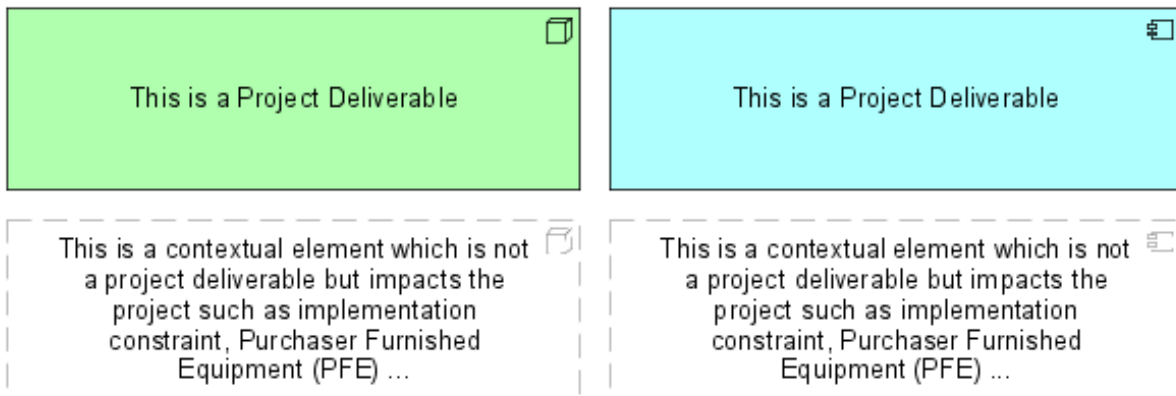 This is a Project Deliverable
This is a Project Deliverable
This is a contextual element which is not
a project deliverable but impacts the
project such as implementation
constraint, Purchaser Furnished
Equipment (PFE) ...
This is a contextual element which is not
a project deliverable but impacts the
project such as implementation
constraint, Purchaser Furnished
Equipment (PFE) ...